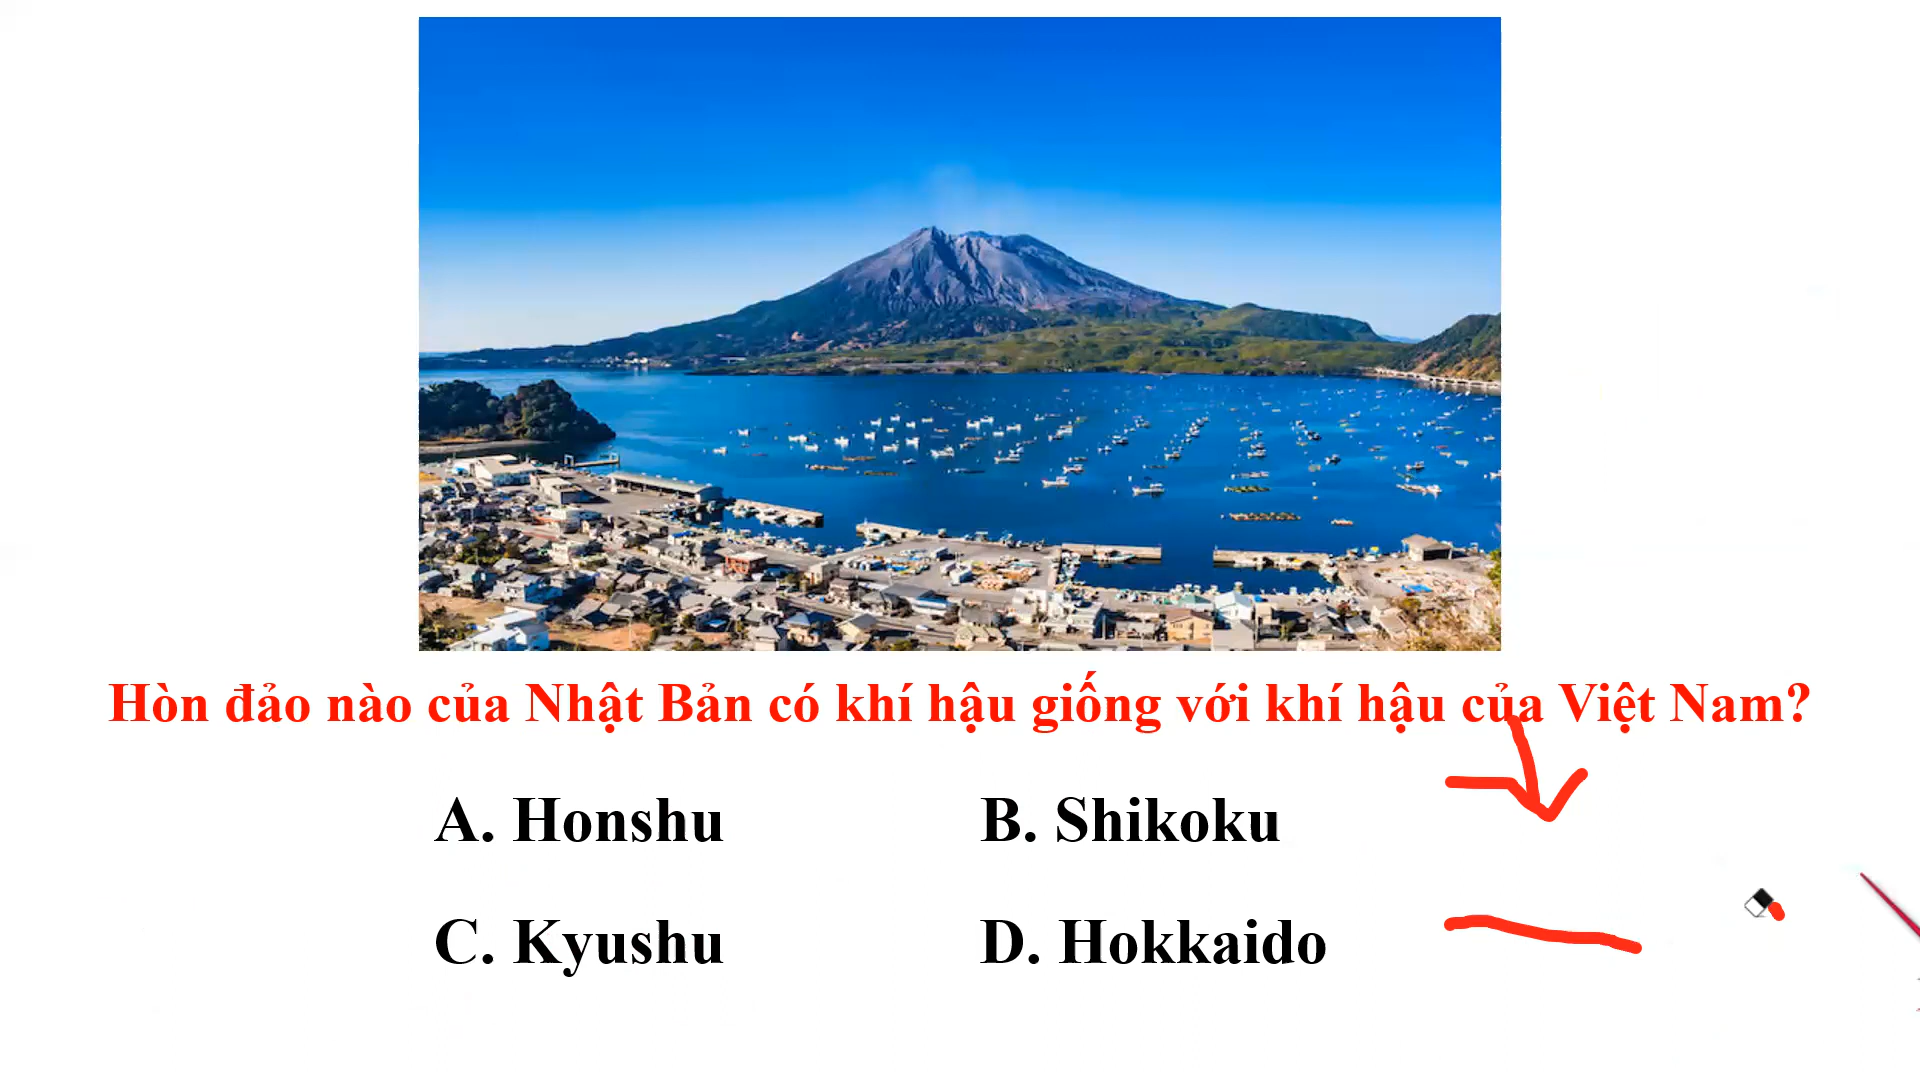 Hòn đảo nào của Nhật Bản có khí hậu giống với khí hậu của Việt Nam?
A. Honshu
B. Shikoku
C. Kyushu
D. Hokkaido